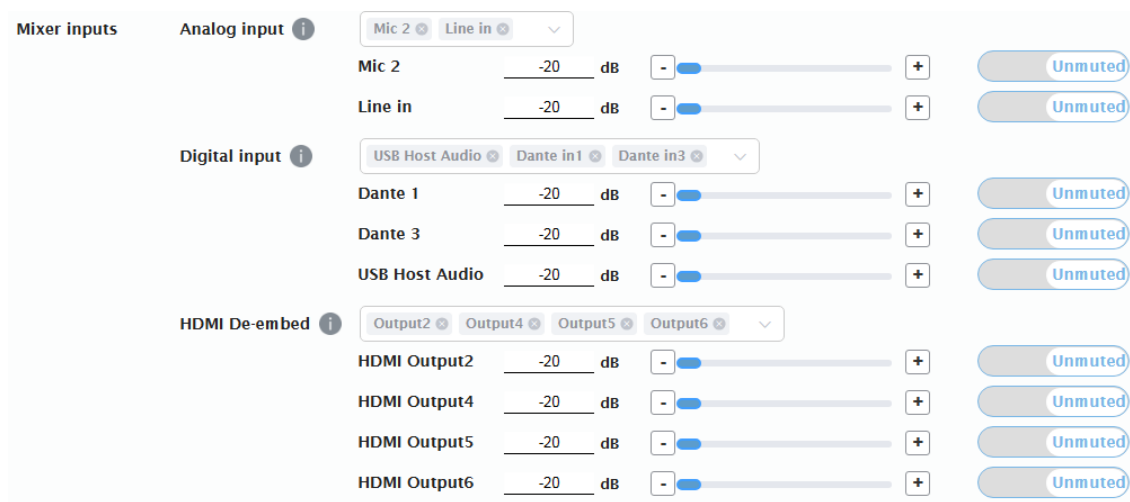 Mixer inputs Analog input i Mic 2 Line in
Mic 2 -20 dB - + Unmuted
Line in -20 dB - + Unmuted
Digital input i USB Host Audio Dante in1 Dante in3
Dante 1 -20 dB - + Unmuted
Dante 3 -20 dB - + Unmuted
USB Host Audio -20 dB - + Unmuted
HDMI De-embed i Output2 Output4 Output5 Output6
HDMI Output2 -20 dB - + Unmuted
HDMI Output4 -20 dB - + Unmuted
HDMI Output5 -20 dB - + Unmuted
HDMI Output6 -20 dB - + Unmuted